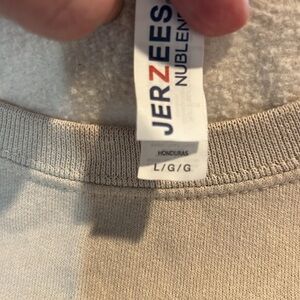 JERZEES
NUBLEN
HONDURAS
L/G/G